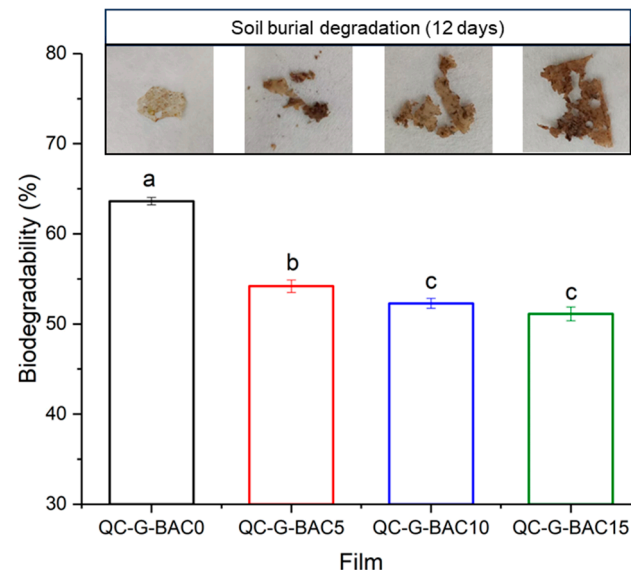 Soil burial degradation (12 days)
80
70
60
50
40
30
Biodegradability (%)
a
b
c
c
QC-G-BAC0 QC-G-BAC5 QC-G-BAC10 QC-G-BAC15
Film